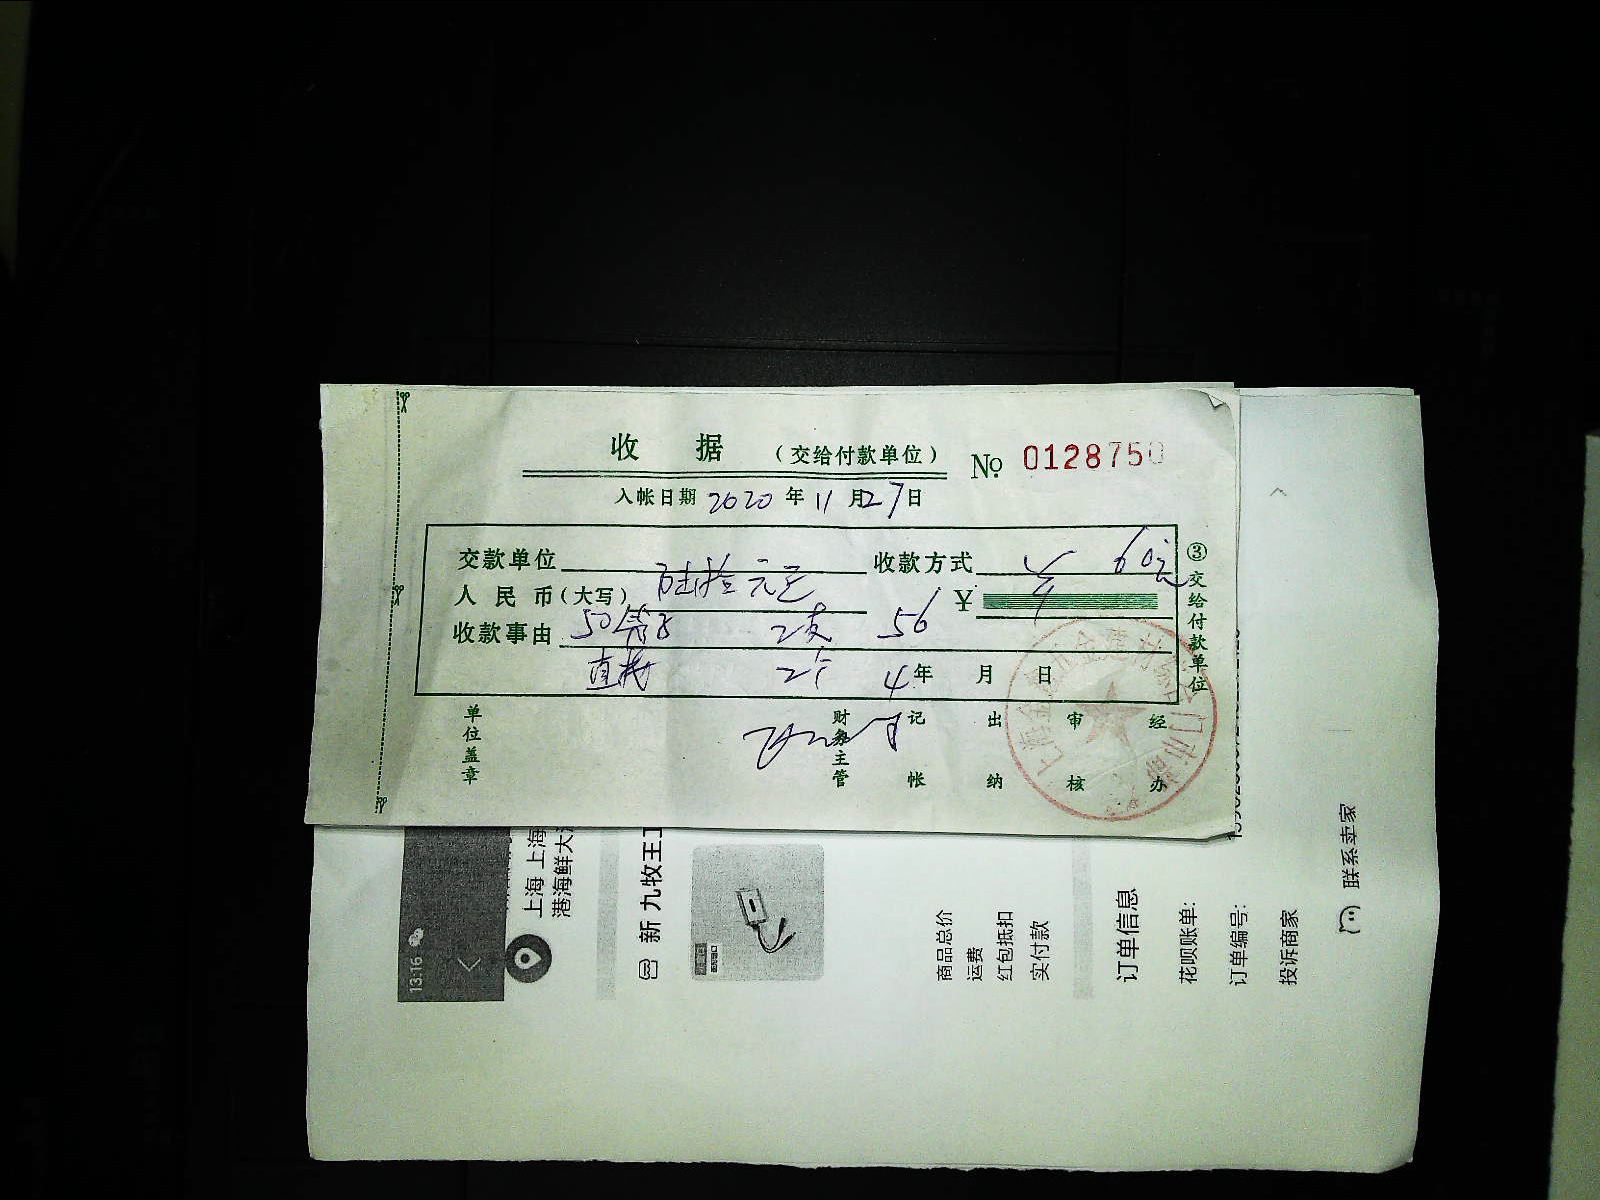 收 据 （交给付款单位） № 0128750
入帐日期 2020 年 11 月 27 日
交款单位 收款方式 60元
人民币（大写） 陆拾元正 ¥
收款事由 50 2支 56
直接 2个 4 年 月 日
③交给付款单位
单位盖章 财务主管 记帐 出纳 审核 经办
13:16
上海 上海
港海鲜大
新 九牧王
商品总价
运费
红包抵扣
实付款
订单信息
花呗账单:
订单编号:
投诉商家
联系卖家